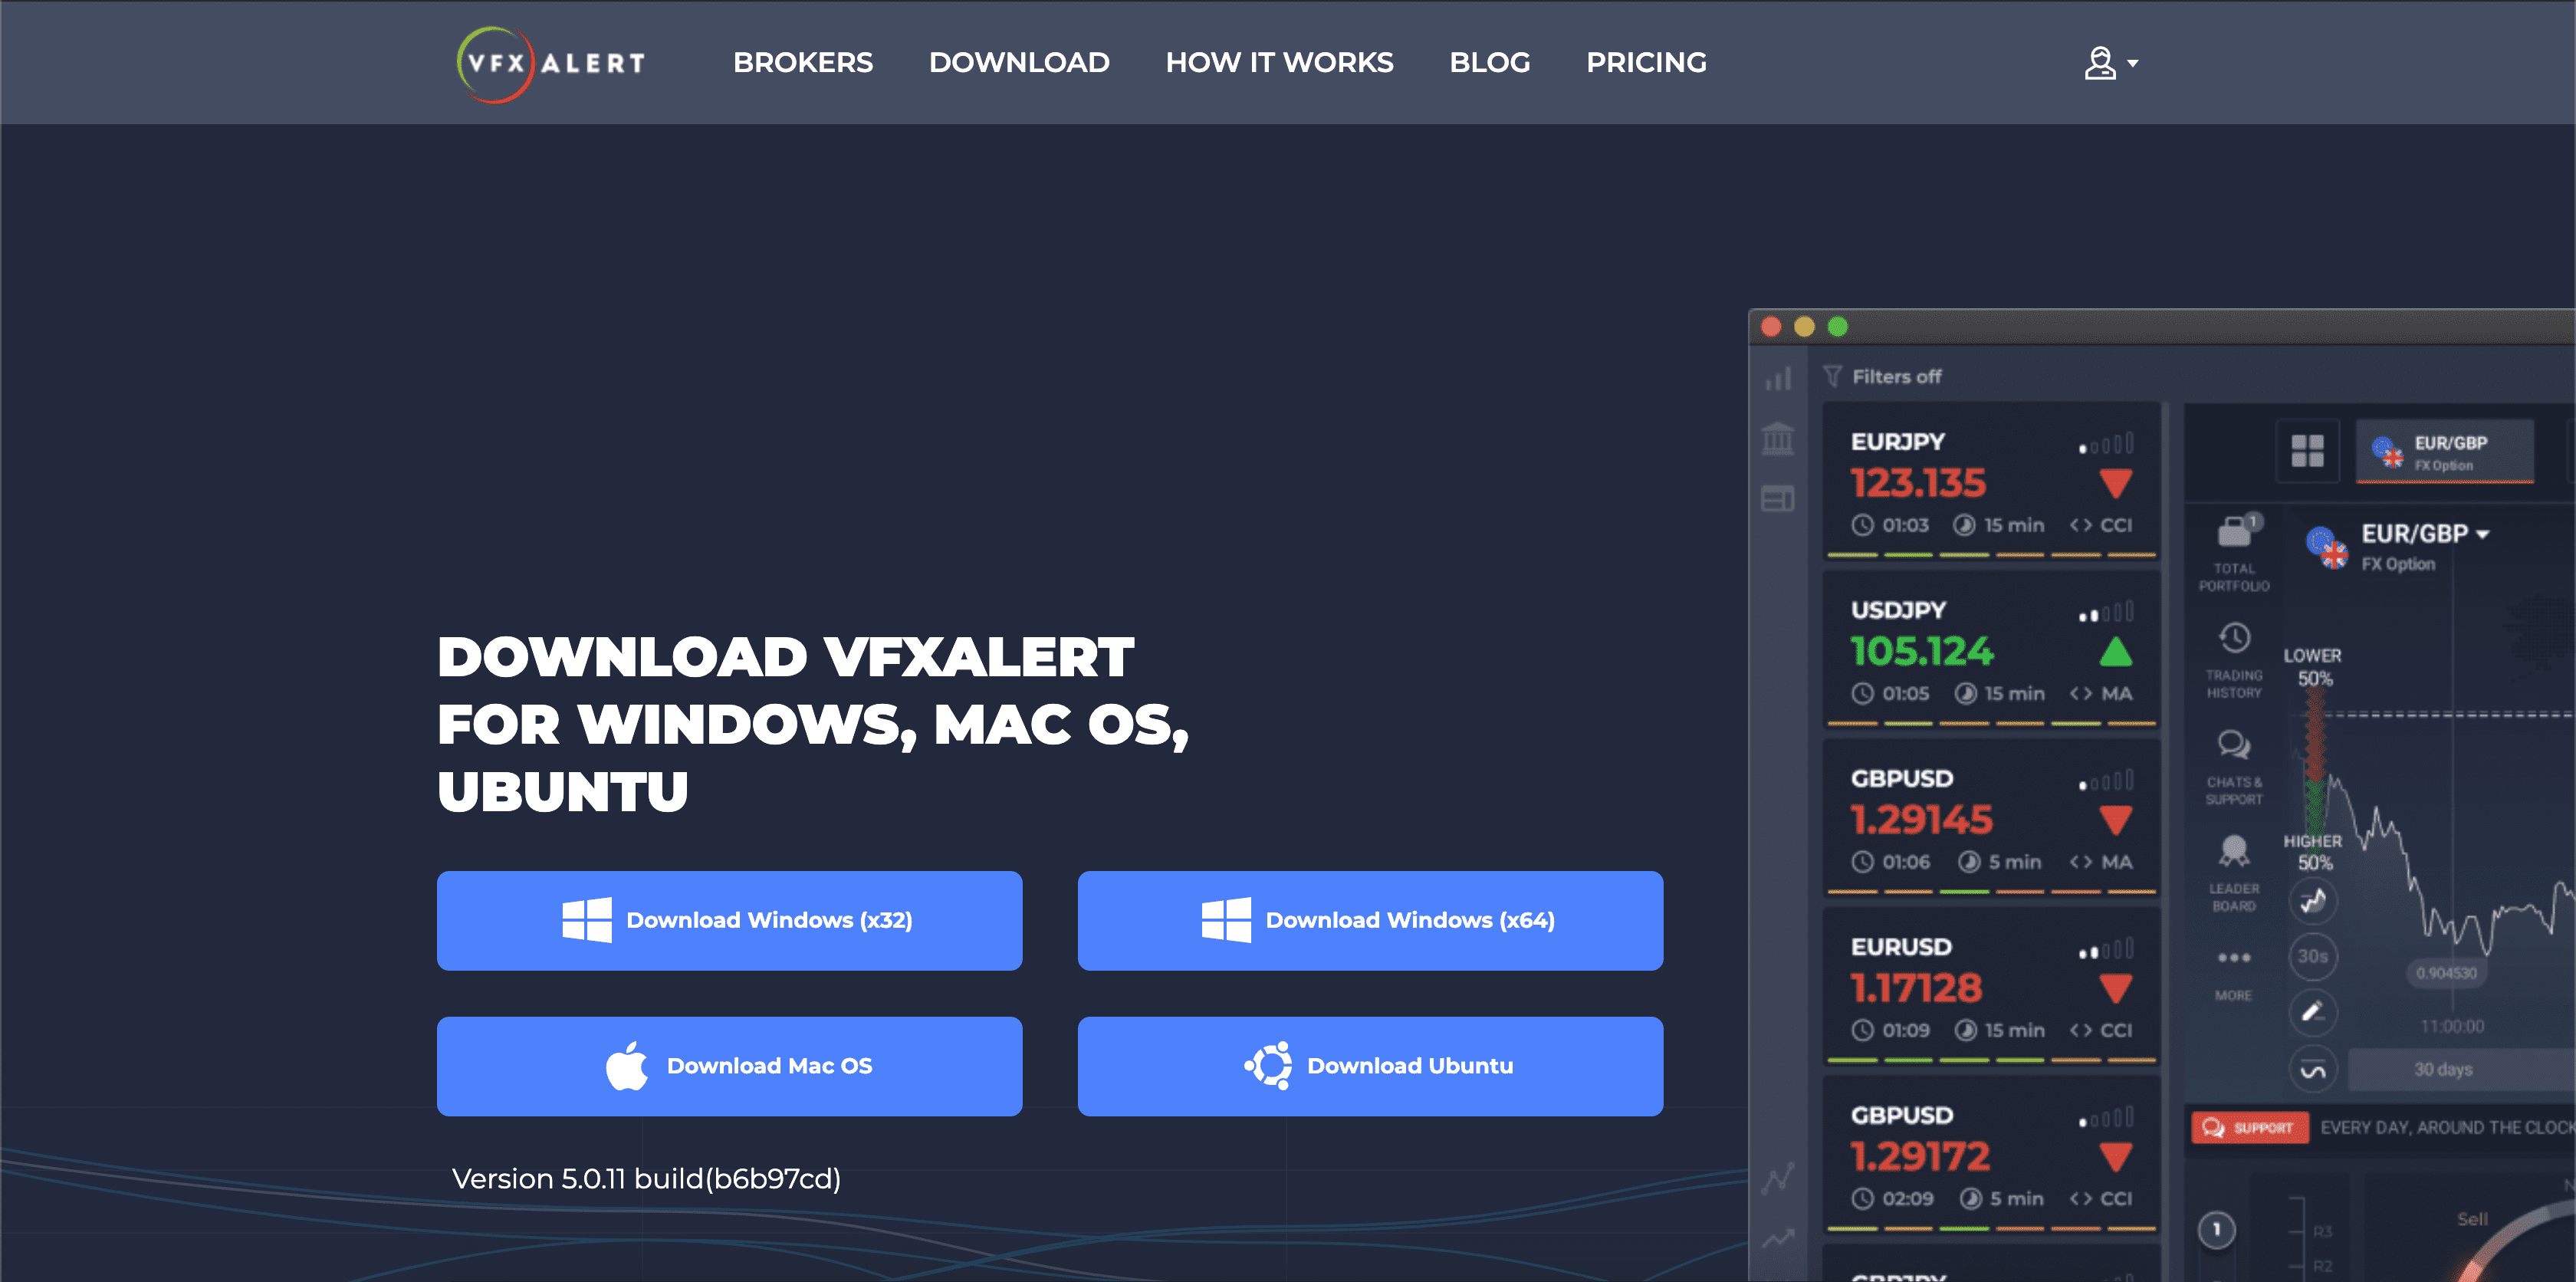 VFX ALERT
BROKERS
DOWNLOAD
HOW IT WORKS
BLOG
PRICING
DOWNLOAD VFXALERT
FOR WINDOWS, MAC OS,
UBUNTU
Download Windows (x32)
Download Windows (x64)
Download Mac OS
Download Ubuntu
Version 5.0.11 build(b6b97cd)
Filters off
EURJPY
123.135
01:03 15 min <> CCI
USDJPY
105.124
01:05 15 min <> MA
GBPUSD
1.29145
01:06 5 min <> MA
EURUSD
1.17128
01:09 15 min <> CCI
GBPUSD
1.29172
02:09 5 min <> CCI
EUR/GBP
FX Option
1
TOTAL
PORTFOLIO
TRADING
HISTORY
CHATS &
SUPPORT
LEADER
BOARD
MORE
EUR/GBP
FX Option
LOWER
50%
HIGHER
50%
30s
0.904530
11:00:00
30 days
SUPPORT
EVERY DAY, AROUND THE CLOCK
1
R3
R2
Sell